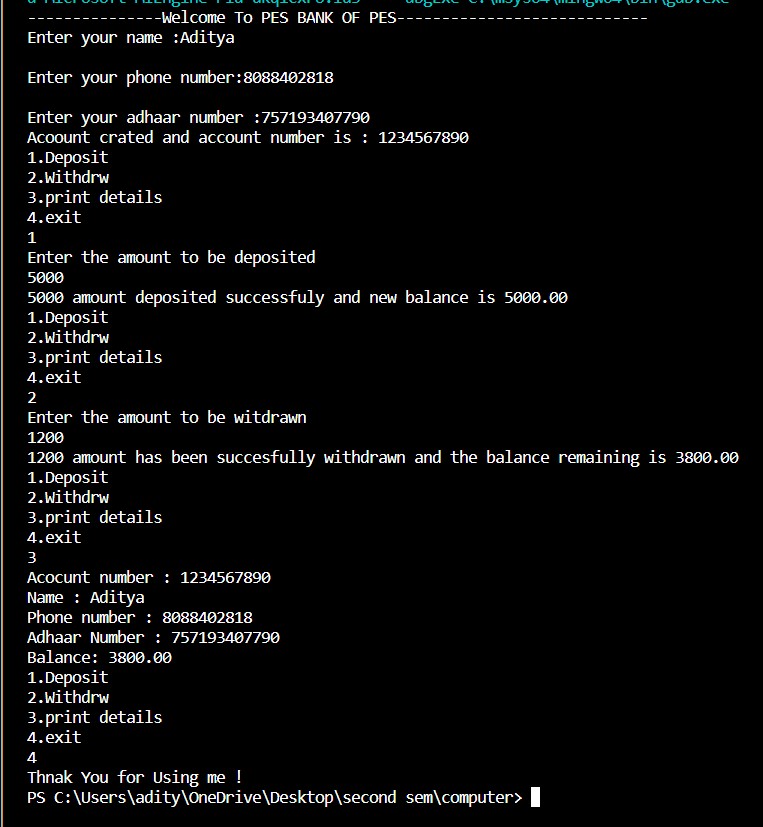 ---------------Welcome To PES BANK OF PES----------------------------
Enter your name :Aditya
Enter your phone number:8088402818
Enter your adhaar number :757193407790
Acoount crated and account number is : 1234567890
1.Deposit
2.Withdrw
3.print details
4.exit
1
Enter the amount to be deposited
5000
5000 amount deposited successfuly and new balance is 5000.00
1.Deposit
2.Withdrw
3.print details
4.exit
2
Enter the amount to be witdrawn
1200
1200 amount has been succesfully withdrawn and the balance remaining is 3800.00
1.Deposit
2.Withdrw
3.print details
4.exit
3
Acocunt number : 1234567890
Name : Aditya
Phone number : 8088402818
Adhaar Number : 757193407790
Balance: 3800.00
1.Deposit
2.Withdrw
3.print details
4.exit
4
Thnak You for Using me !
PS C:\Users\adity\OneDrive\Desktop\second sem\computer>